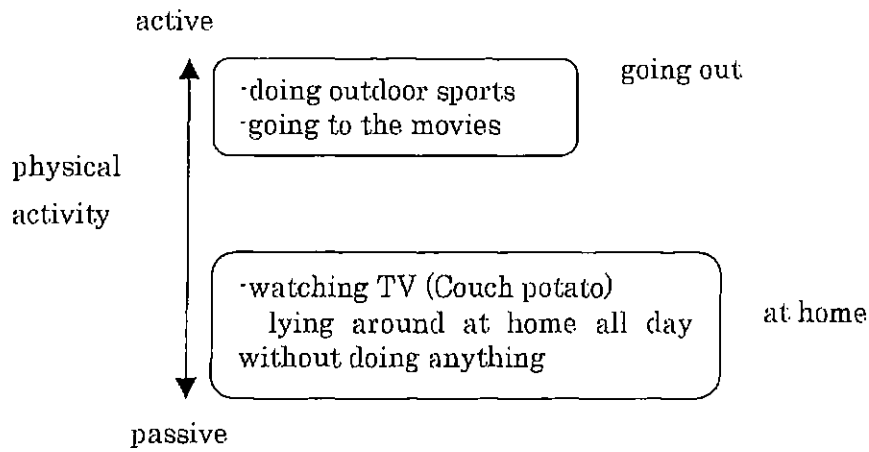 active
going out
·doing outdoor sports
·going to the movies
physical
activity
·watching TV (Couch potato)
lying around at home all day
without doing anything
at home
passive